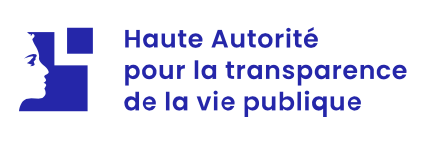 Haute Autorité
pour la transparence
de la vie publique